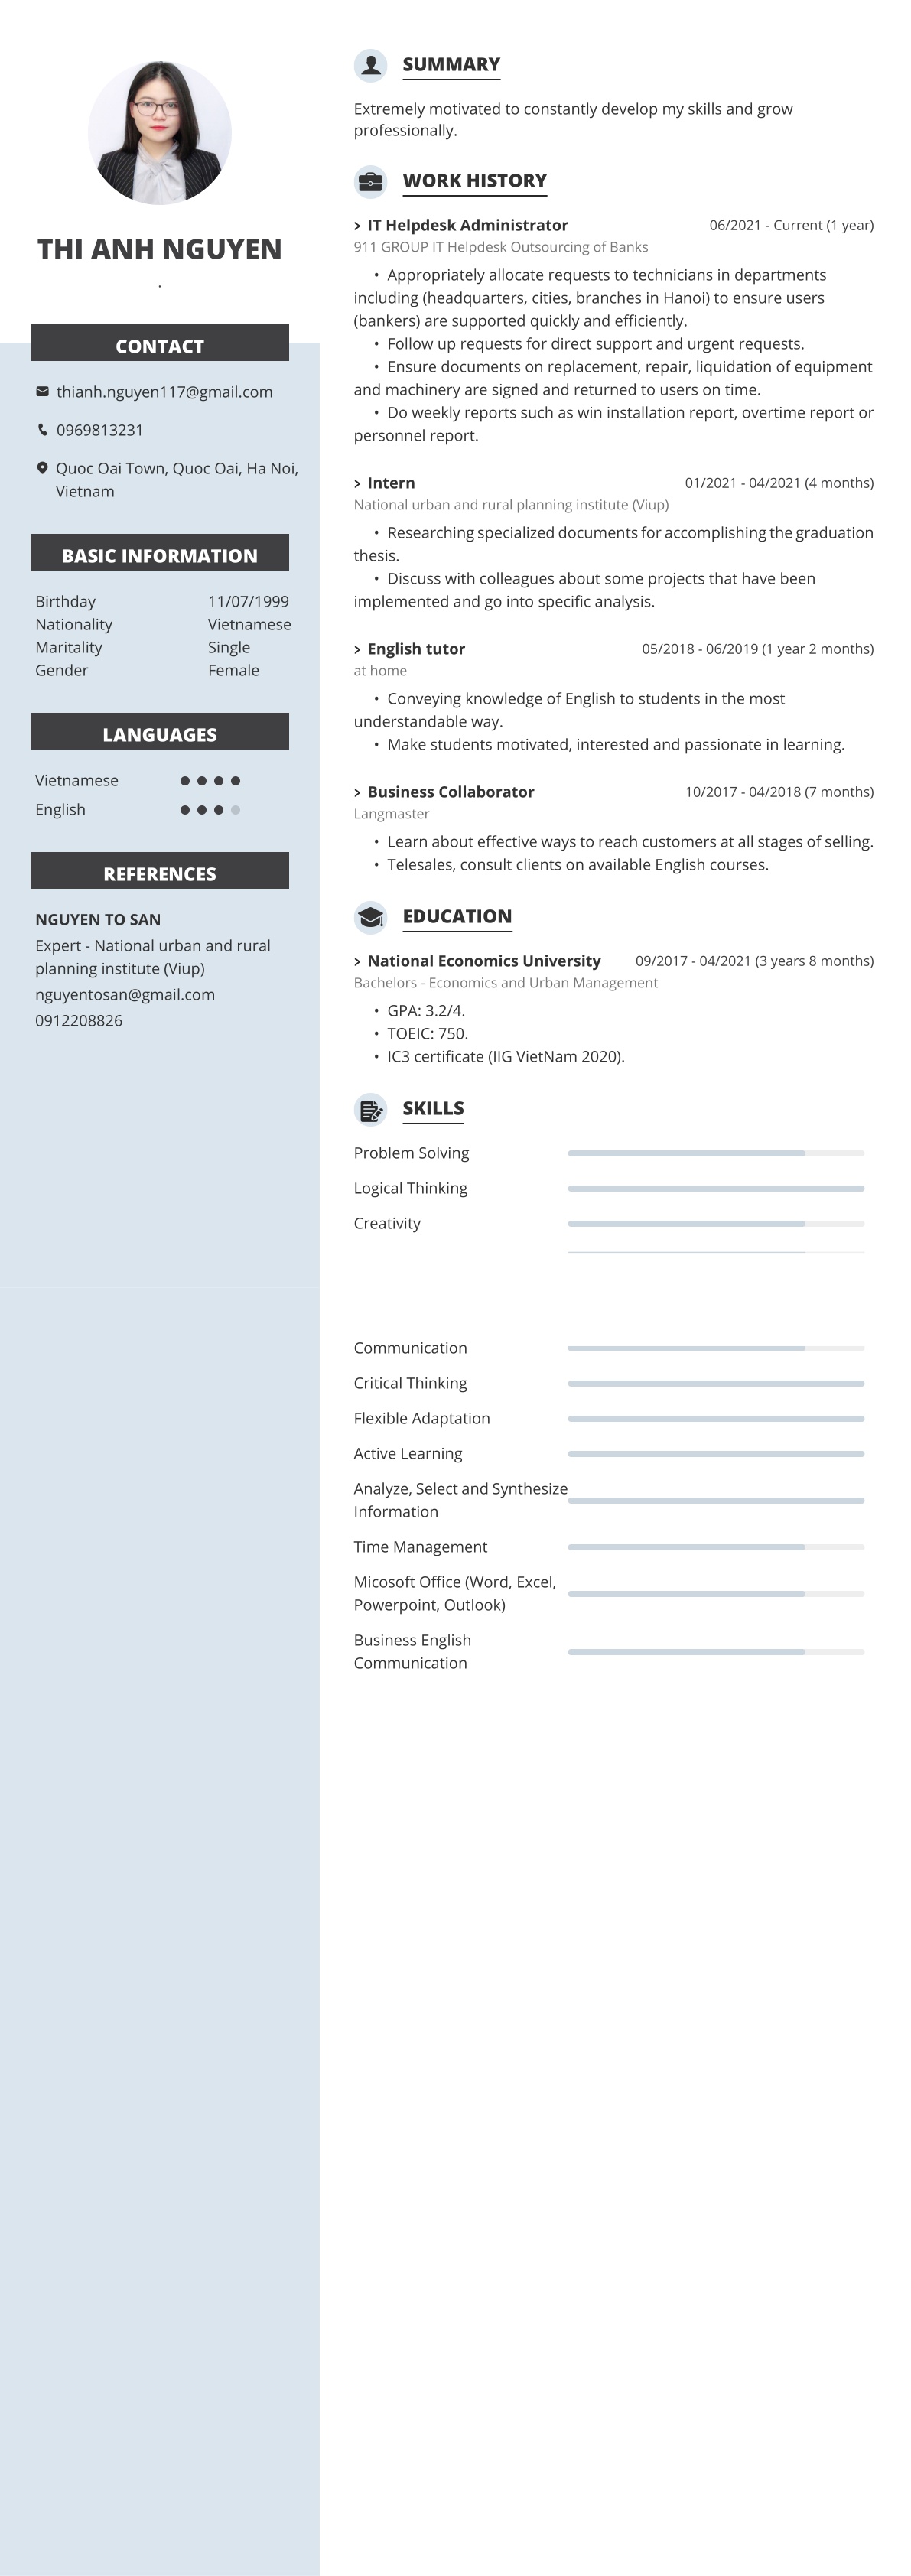 THI ANH NGUYEN
.
CONTACT
thianh.nguyen117@gmail.com
0969813231
Quoc Oai Town, Quoc Oai, Ha Noi,
Vietnam
BASIC INFORMATION
Birthday 11/07/1999
Nationality Vietnamese
Maritality Single
Gender Female
LANGUAGES
Vietnamese
English
REFERENCES
NGUYEN TO SAN
Expert - National urban and rural
planning institute (Viup)
nguyentosan@gmail.com
0912208826
SUMMARY
Extremely motivated to constantly develop my skills and grow
professionally.
WORK HISTORY
› IT Helpdesk Administrator 06/2021 - Current (1 year)
911 GROUP IT Helpdesk Outsourcing of Banks
• Appropriately allocate requests to technicians in departments
including (headquarters, cities, branches in Hanoi) to ensure users
(bankers) are supported quickly and efficiently.
• Follow up requests for direct support and urgent requests.
• Ensure documents on replacement, repair, liquidation of equipment
and machinery are signed and returned to users on time.
• Do weekly reports such as win installation report, overtime report or
personnel report.
› Intern 01/2021 - 04/2021 (4 months)
National urban and rural planning institute (Viup)
• Researching specialized documents for accomplishing the graduation
thesis.
• Discuss with colleagues about some projects that have been
implemented and go into specific analysis.
› English tutor 05/2018 - 06/2019 (1 year 2 months)
at home
• Conveying knowledge of English to students in the most
understandable way.
• Make students motivated, interested and passionate in learning.
› Business Collaborator 10/2017 - 04/2018 (7 months)
Langmaster
• Learn about effective ways to reach customers at all stages of selling.
• Telesales, consult clients on available English courses.
EDUCATION
› National Economics University 09/2017 - 04/2021 (3 years 8 months)
Bachelors - Economics and Urban Management
• GPA: 3.2/4.
• TOEIC: 750.
• IC3 certificate (IIG VietNam 2020).
SKILLS
Problem Solving
Logical Thinking
Creativity
Communication
Critical Thinking
Flexible Adaptation
Active Learning
Analyze, Select and Synthesize
Information
Time Management
Micosoft Office (Word, Excel,
Powerpoint, Outlook)
Business English
Communication